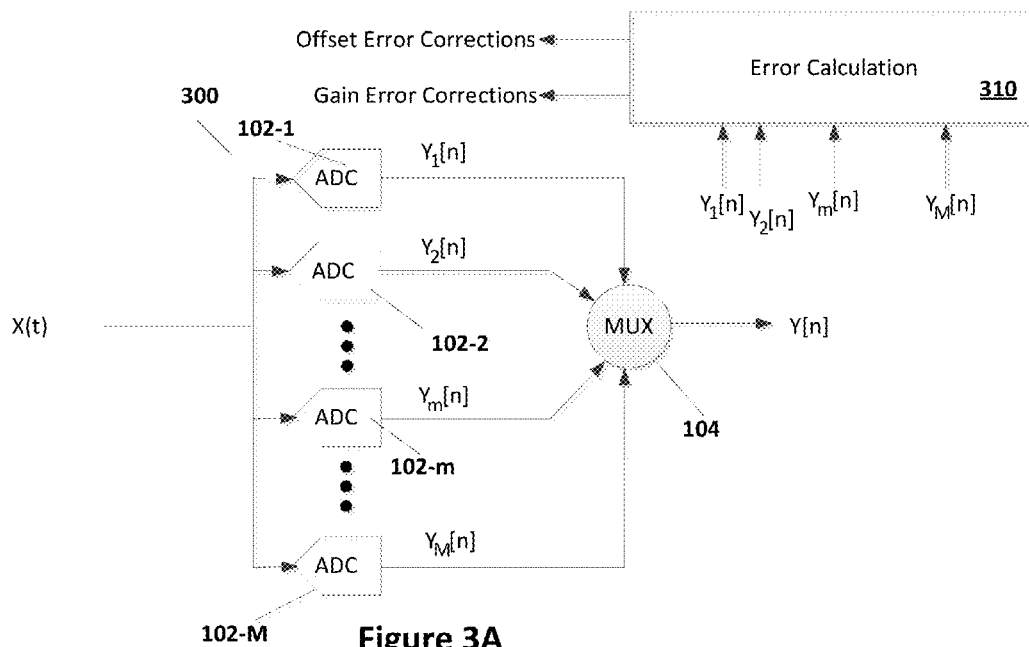 Offset Error Corrections
Error Calculation
310
Gain Error Corrections
300
102-1
ADC
Y1[n]
Y1[n]
Y2[n]
Ym[n]
YM[n]
ADC
Y2[n]
X(t)
102-2
MUX
Y[n]
ADC
Ym[n]
104
102-m
ADC
YM[n]
102-M
Figure 3A